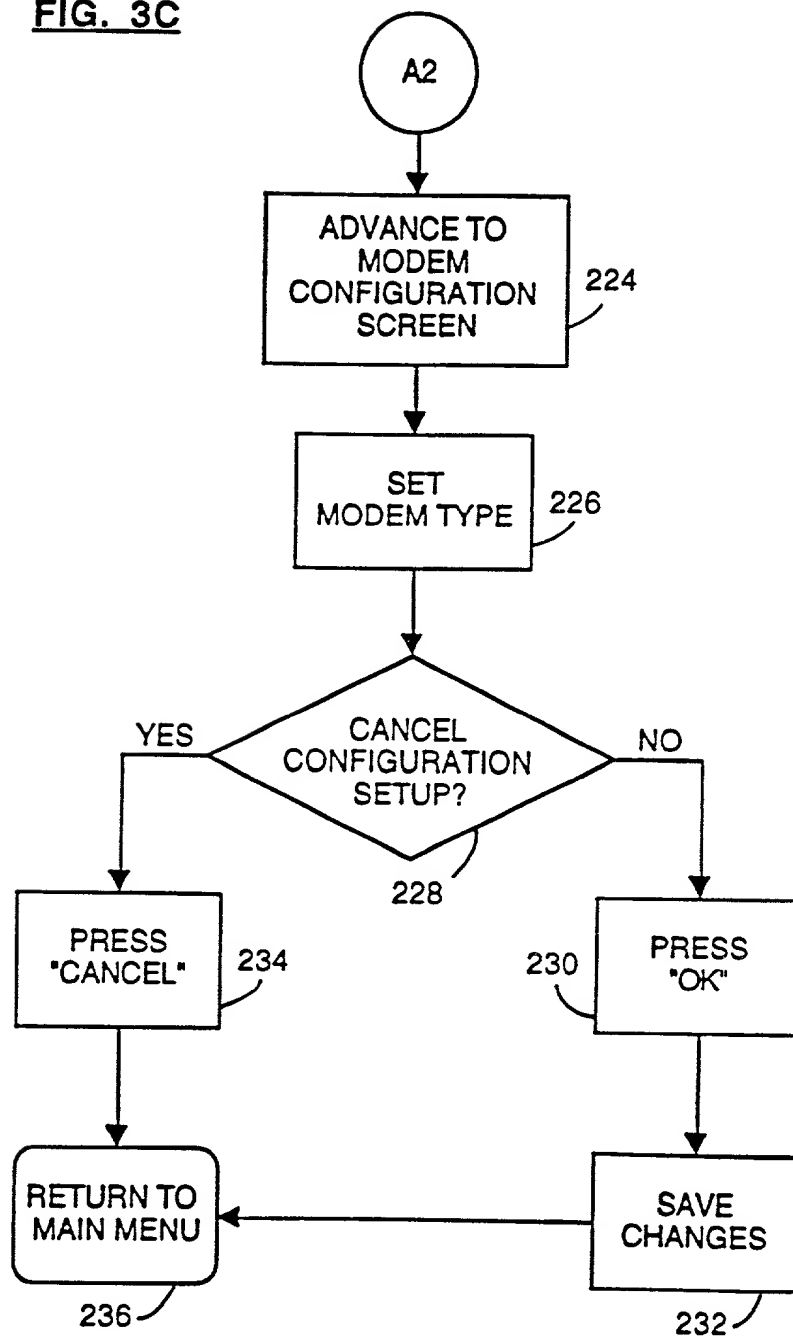 FIG. 3C
A2
ADVANCE TO
MODEM
CONFIGURATION
SCREEN
224
SET
MODEM TYPE
226
YES
CANCEL
CONFIGURATION
SETUP?
NO
228
PRESS
"CANCEL"
234
230
PRESS
"OK"
RETURN TO
MAIN MENU
236
SAVE
CHANGES
232